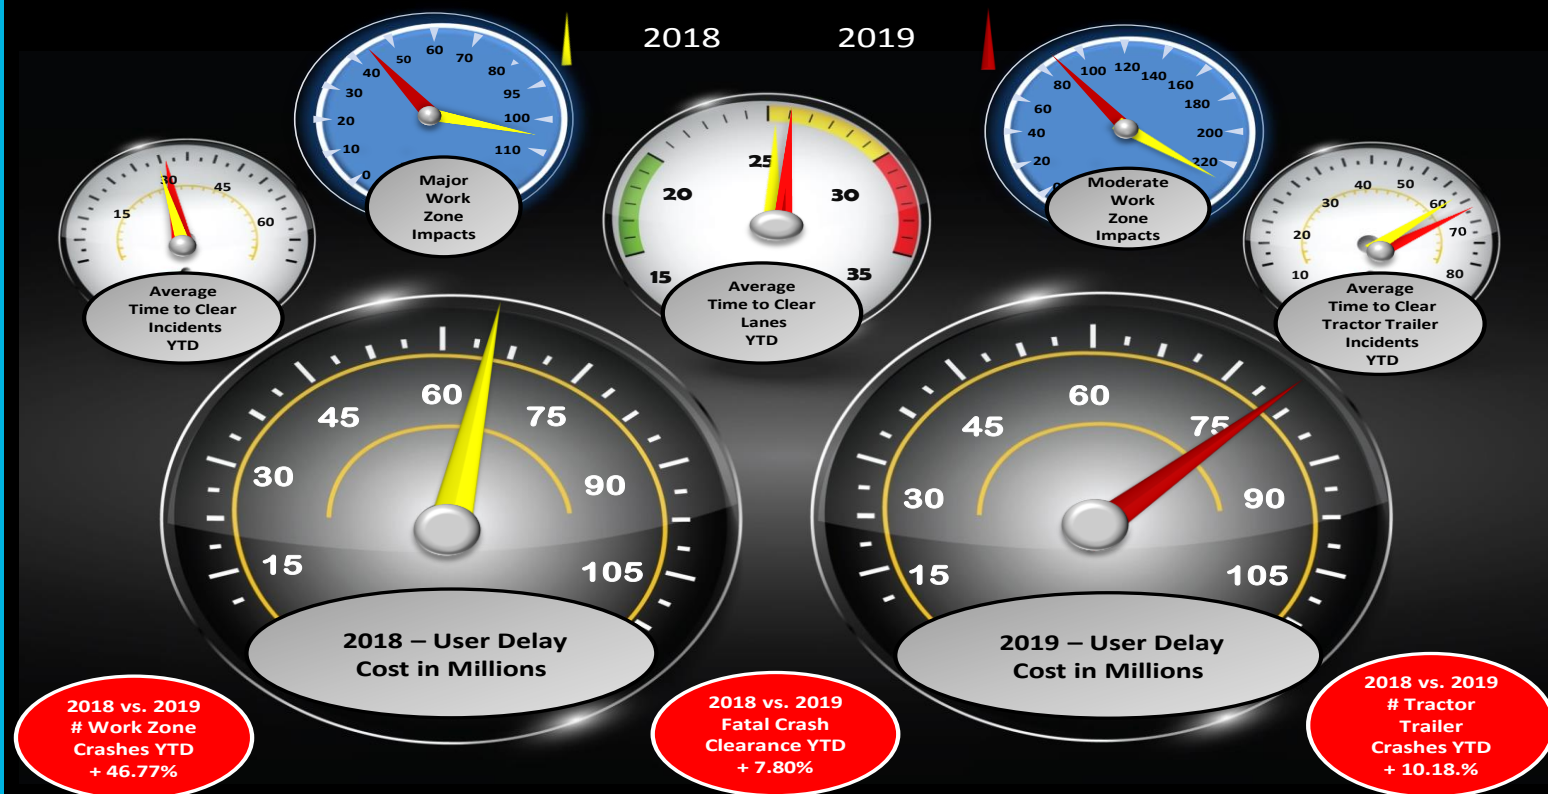 2018
2019
0
10
20
30
40
50
60
70
80
95
100
110
Major
Work
Zone
Impacts
0
20
40
60
80
100
120
140
160
180
200
220
Moderate
Work
Zone
Impacts
15
30
45
60
Average
Time to Clear
Incidents
YTD
15
20
25
30
35
Average
Time to Clear
Lanes
YTD
10
20
30
40
50
60
70
80
Average
Time to Clear
Tractor Trailer
Incidents
YTD
15
30
45
60
75
90
105
2018 – User Delay
Cost in Millions
15
30
45
60
75
90
105
2019 – User Delay
Cost in Millions
2018 vs. 2019
# Work Zone
Crashes YTD
+ 46.77%
2018 vs. 2019
Fatal Crash
Clearance YTD
+ 7.80%
2018 vs. 2019
# Tractor
Trailer
Crashes YTD
+ 10.18.%